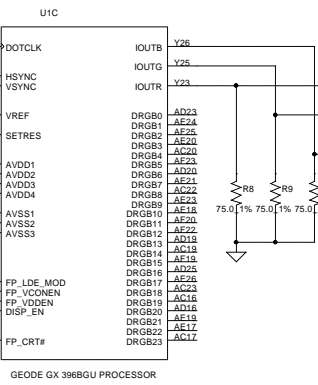 U1C
DOTCLK IOUTB Y26
IOUTG Y25
HSYNC
VSYNC IOUTR Y23
VREF DRGB0 AD23
DRGB1 AE24
SETRES DRGB2 AE25
DRGB3 AE20
DRGB4 AC20
AVDD1 DRGB5 AF23
AVDD2 DRGB6 AD20
AVDD3 DRGB7 AF21
AVDD4 DRGB8 AC22
DRGB9 AE23
AVSS1 DRGB10 AE18
AVSS2 DRGB11 AF20
AVSS3 DRGB12 AF22
DRGB13 AD19
DRGB14 AC19
DRGB15 AF19
DRGB16 AD25
FP_LDE_MOD DRGB17 AE26
FP_VCONEN DRGB18 AC23
FP_VDDEN DRGB19 AC16
DISP_EN DRGB20 AD16
DRGB21 AE19
DRGB22 AE17
FP_CRT# DRGB23 AC17
R8 R9
75.0 1% 75.0 1% 75.0
GEODE GX 396BGU PROCESSOR